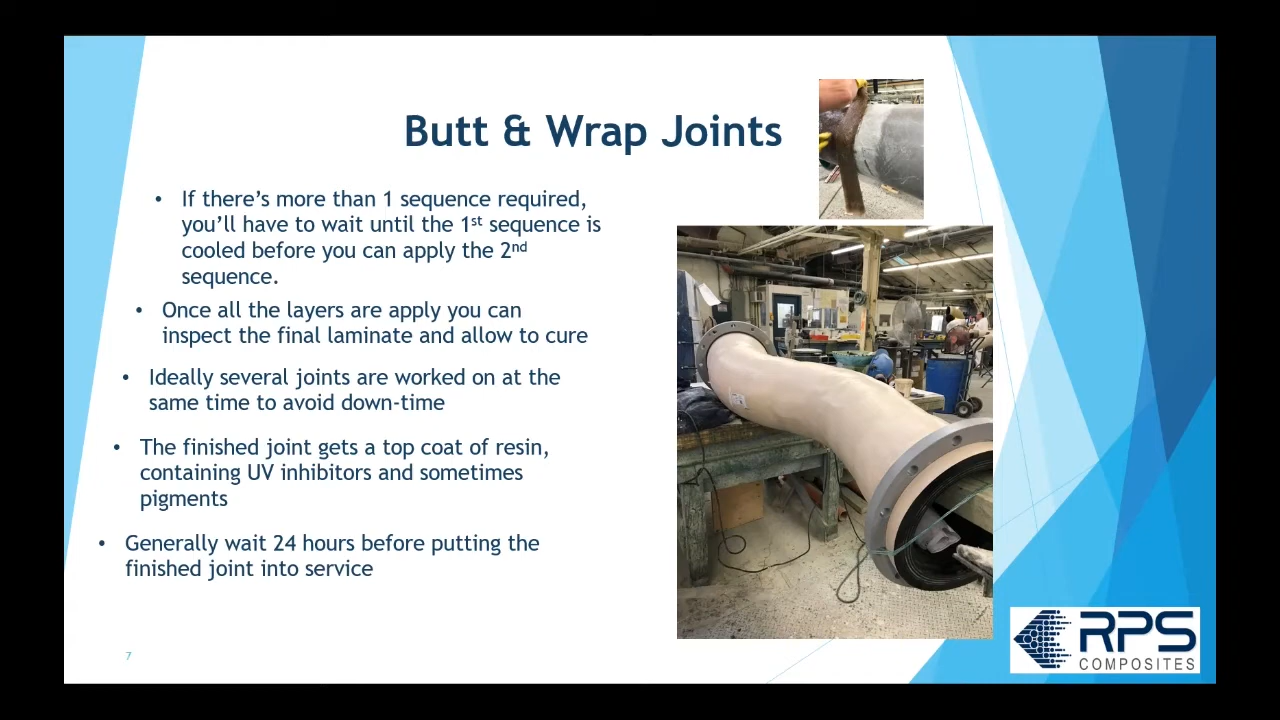 Butt & Wrap Joints
• If there’s more than 1 sequence required,
you’ll have to wait until the 1st sequence is
cooled before you can apply the 2nd
sequence.
• Once all the layers are apply you can
inspect the final laminate and allow to cure
• Ideally several joints are worked on at the
same time to avoid down-time
• The finished joint gets a top coat of resin,
containing UV inhibitors and sometimes
pigments
• Generally wait 24 hours before putting the
finished joint into service
7
RPS
COMPOSITES